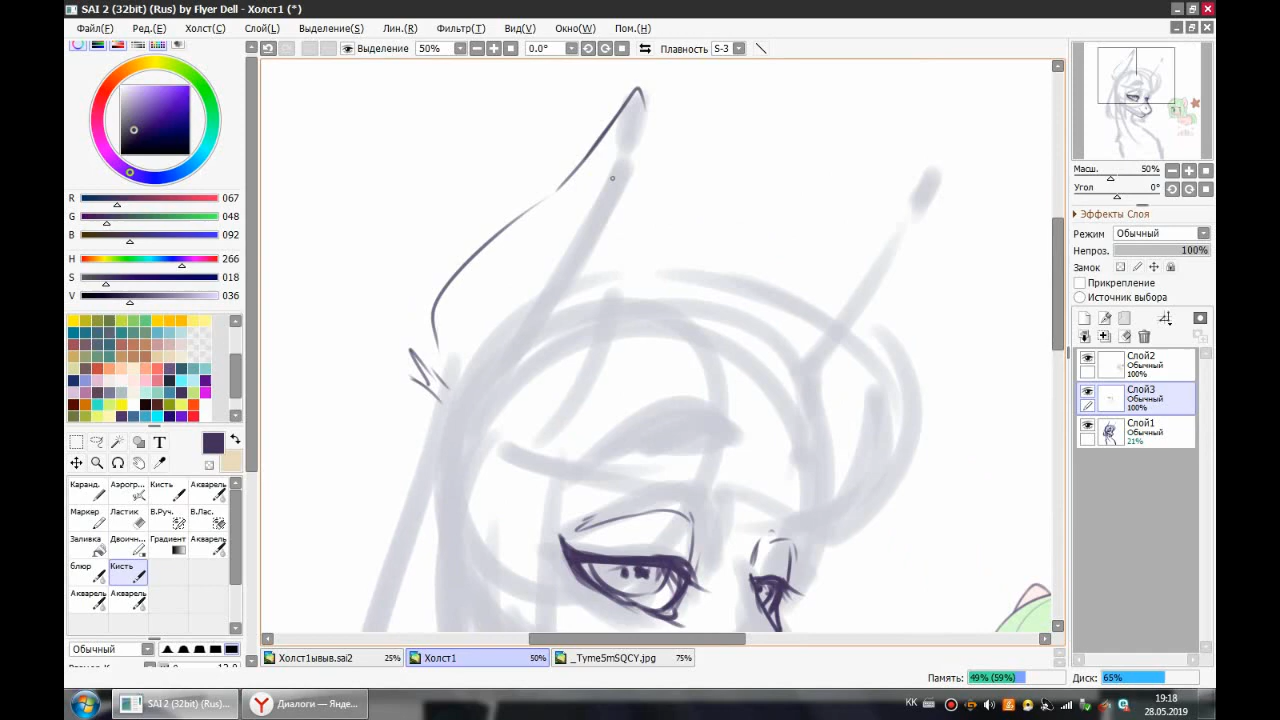 SAI 2 (32bit) (Rus) by Flyer Dell - Холст1 (*)
Файл(F) Ред.(E) Холст(C) Слой(L) Выделение(S) Лин.(R) Фильтр(T) Вид(V) Окно(W) Пом.(H)
Выделение 50% 0.0° Плавность S-3
R 067
G 048
B 092
H 266
S 018
V 036
T
Каранд. Аэрогр... Кисть Акварель
Маркер Ластик В.Руч. В.Лас.
Заливка Двоичн... Градиент Акварель
блюр Кисть
Акварель Акварель
Обычный
Масш. 50%
Угол 0°
Эффекты Слоя
Режим Обычный
Непроз. 100%
Замок
Прикрепление
Источник выбора
Слой2
Обычный
100%
Слой3
Обычный
100%
Слой1
Обычный
21%
Холст1ывыв.sai2 25% Холст1 50% _Tyme5mSQCY.jpg 75%
Память: 49% (59%) Диск: 65%
SAI 2 (32bit) (Rus)... Диалоги — Янде...
KK 19:18
28.05.2019